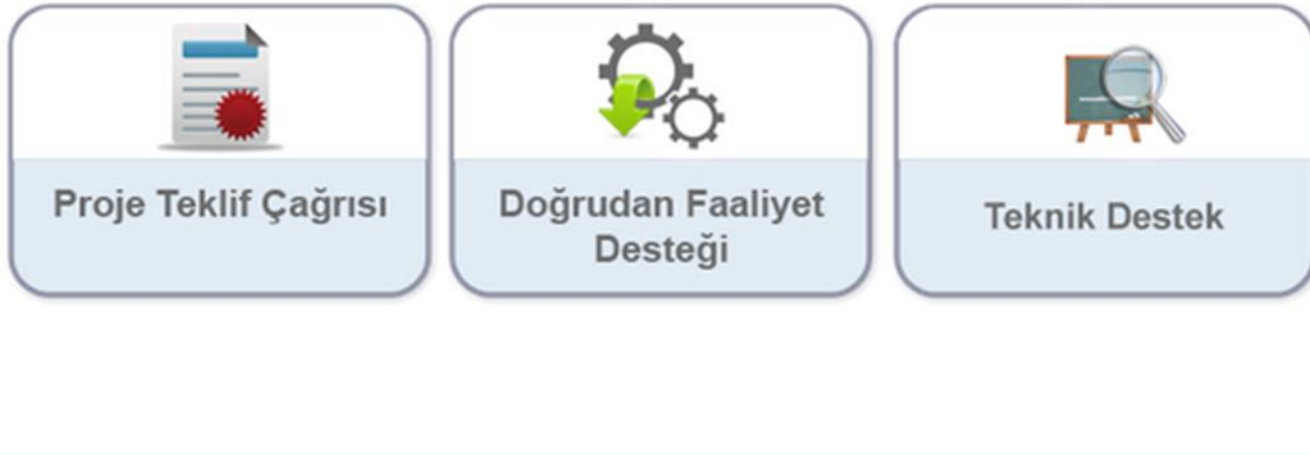 Proje Teklif Çağrısı
Doğrudan Faaliyet
Desteği
Teknik Destek